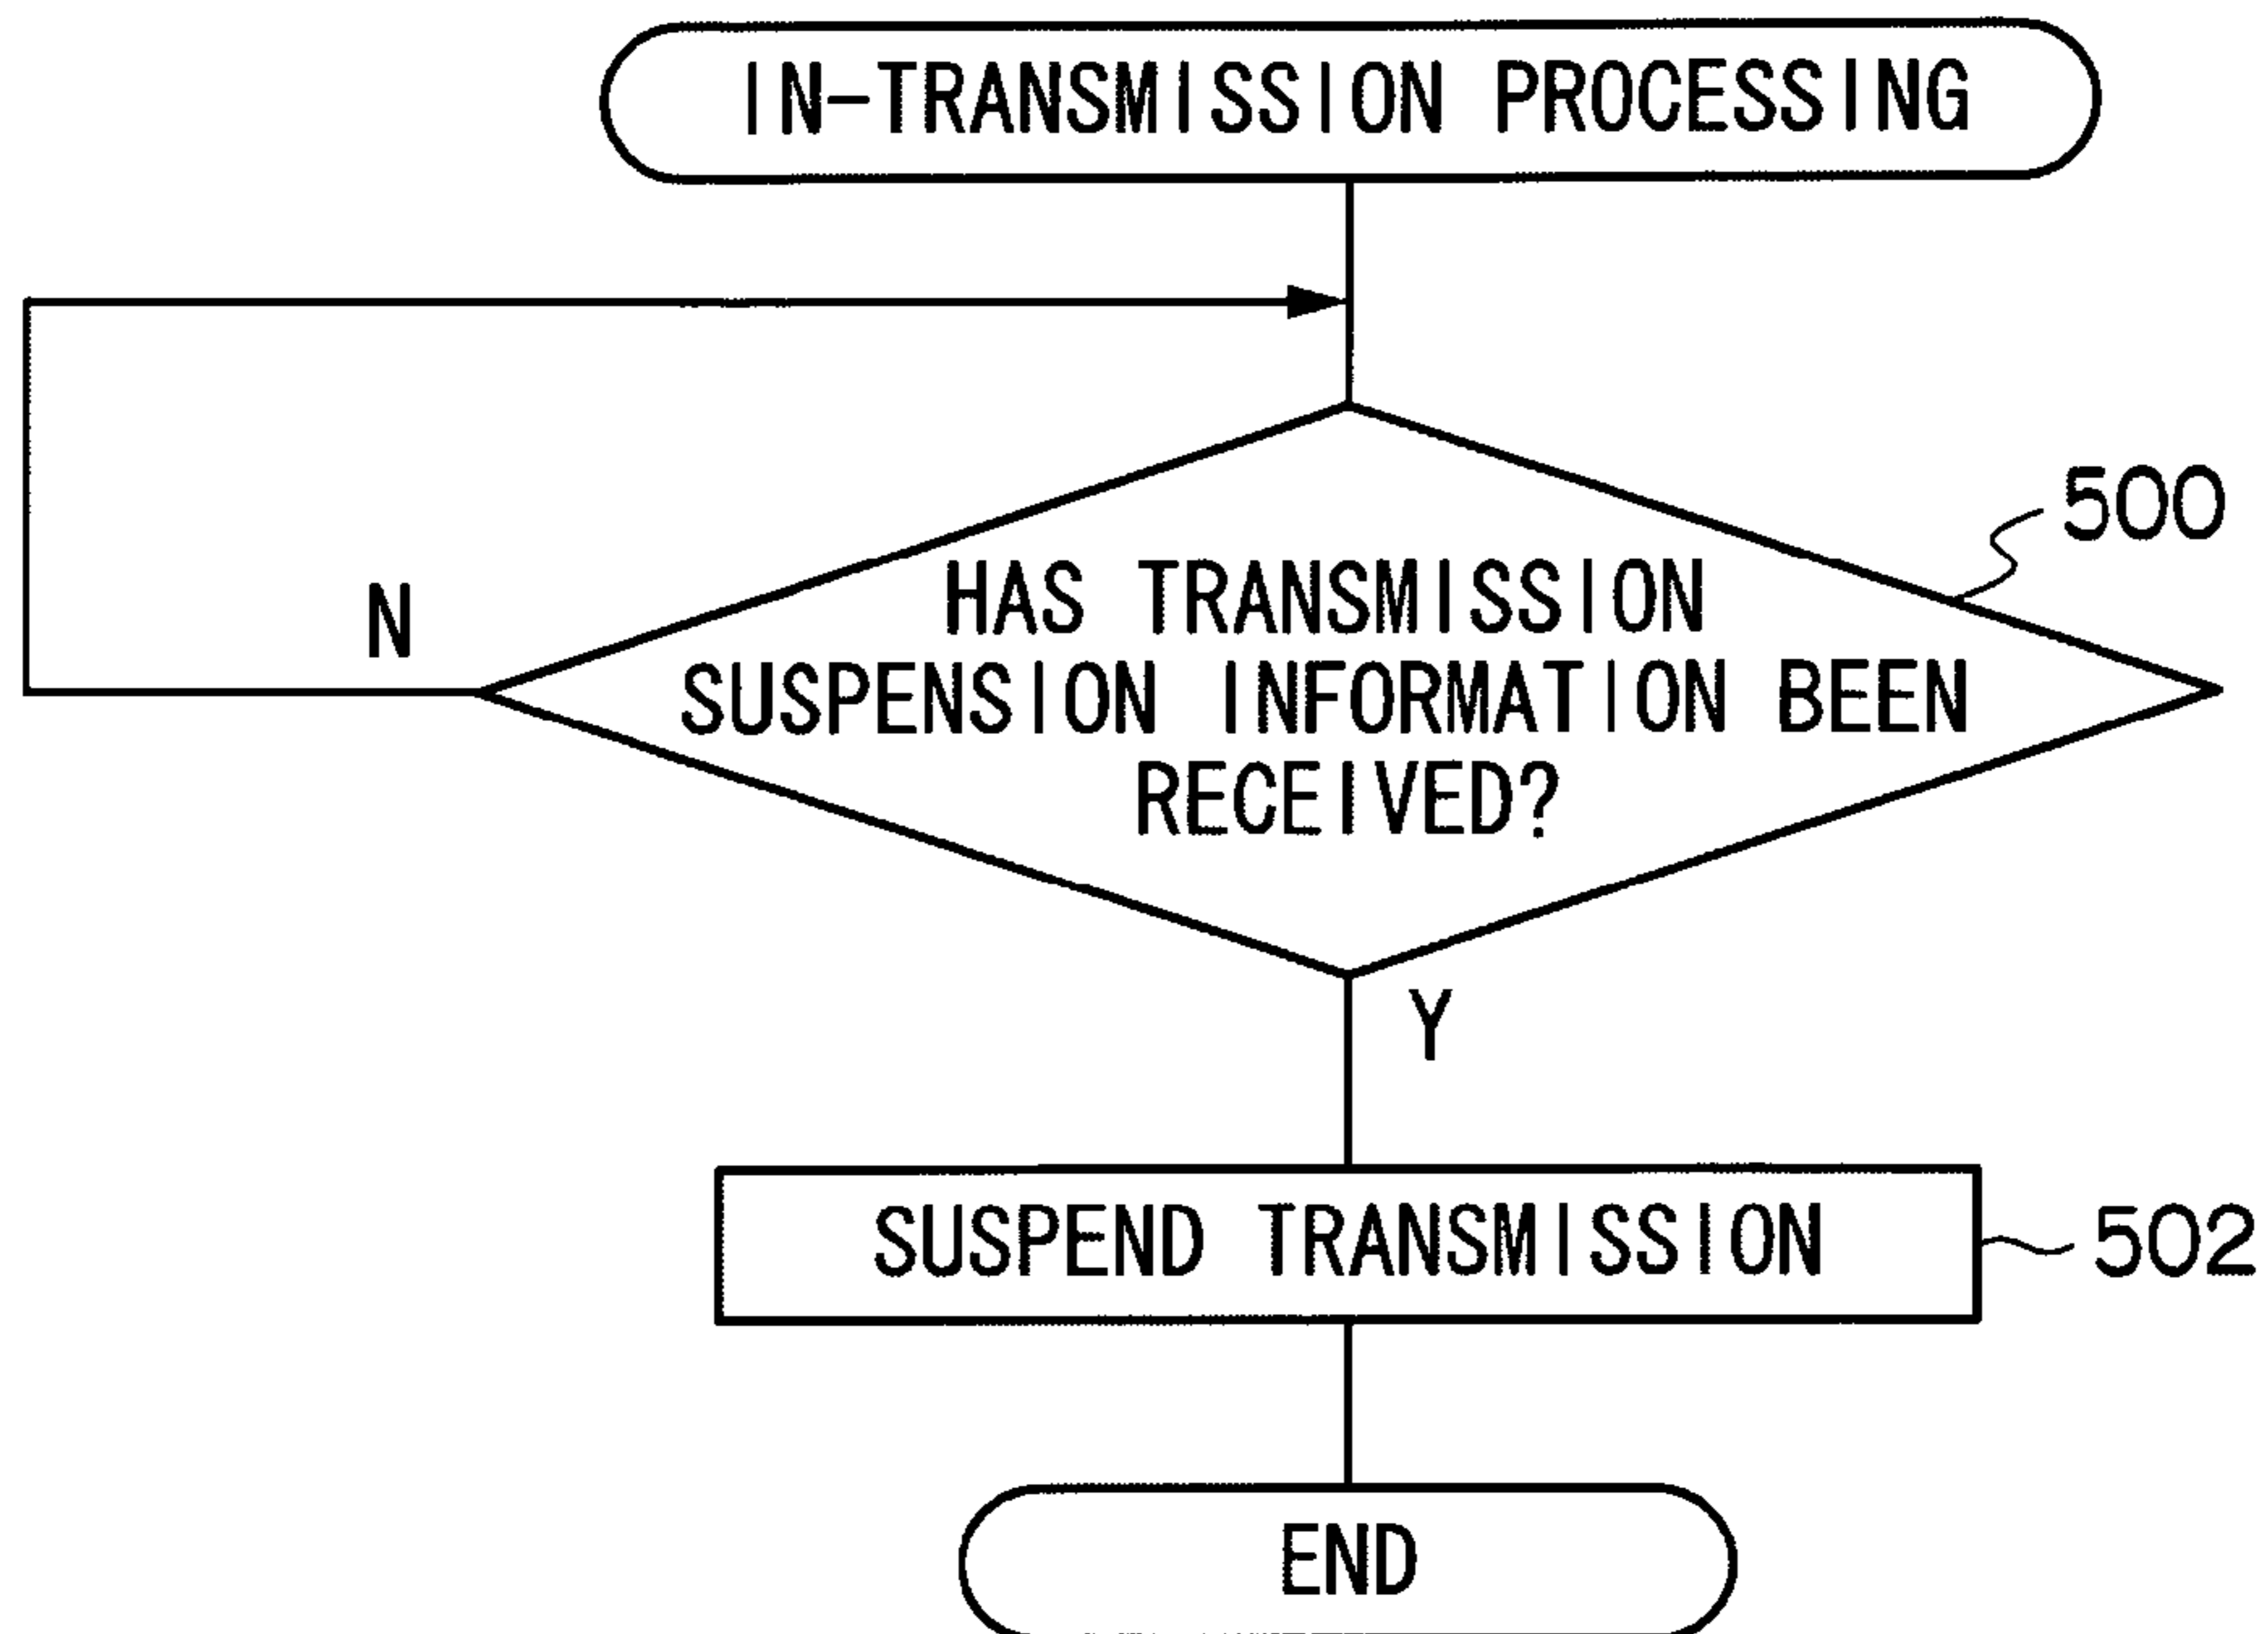 IN-TRANSMISSION PROCESSING
500
HAS TRANSMISSION
N
SUSPENSION INFORMATION BEEN
RECEIVED?
Y
SUSPEND TRANSMISSION
502
END